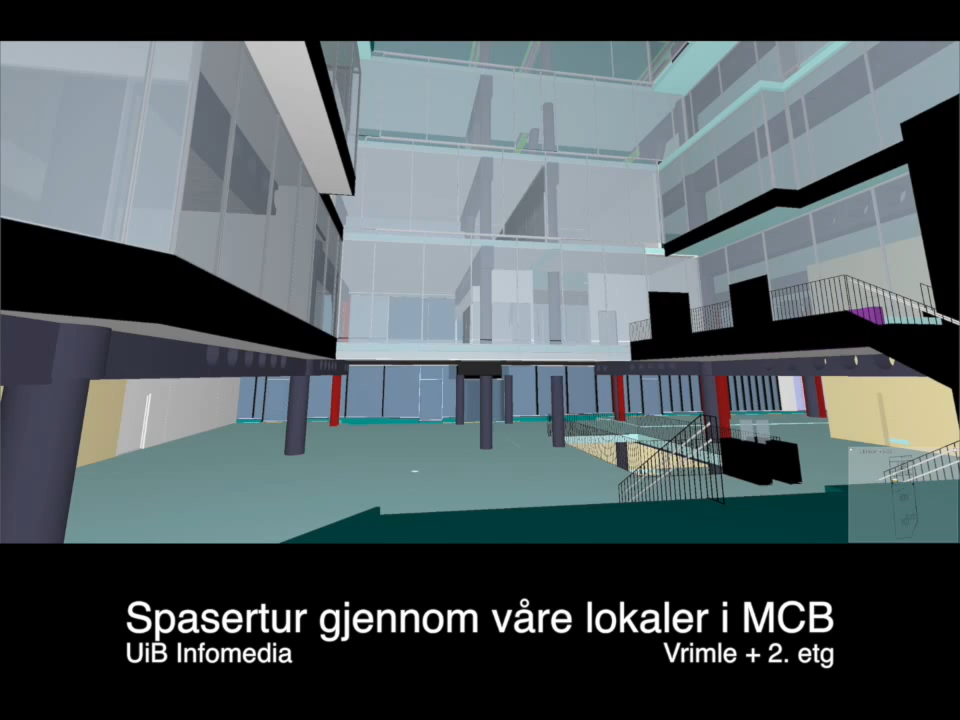 Spasertur gjennom våre lokaler i MCB
UiB Infomedia Vrimle + 2. etg